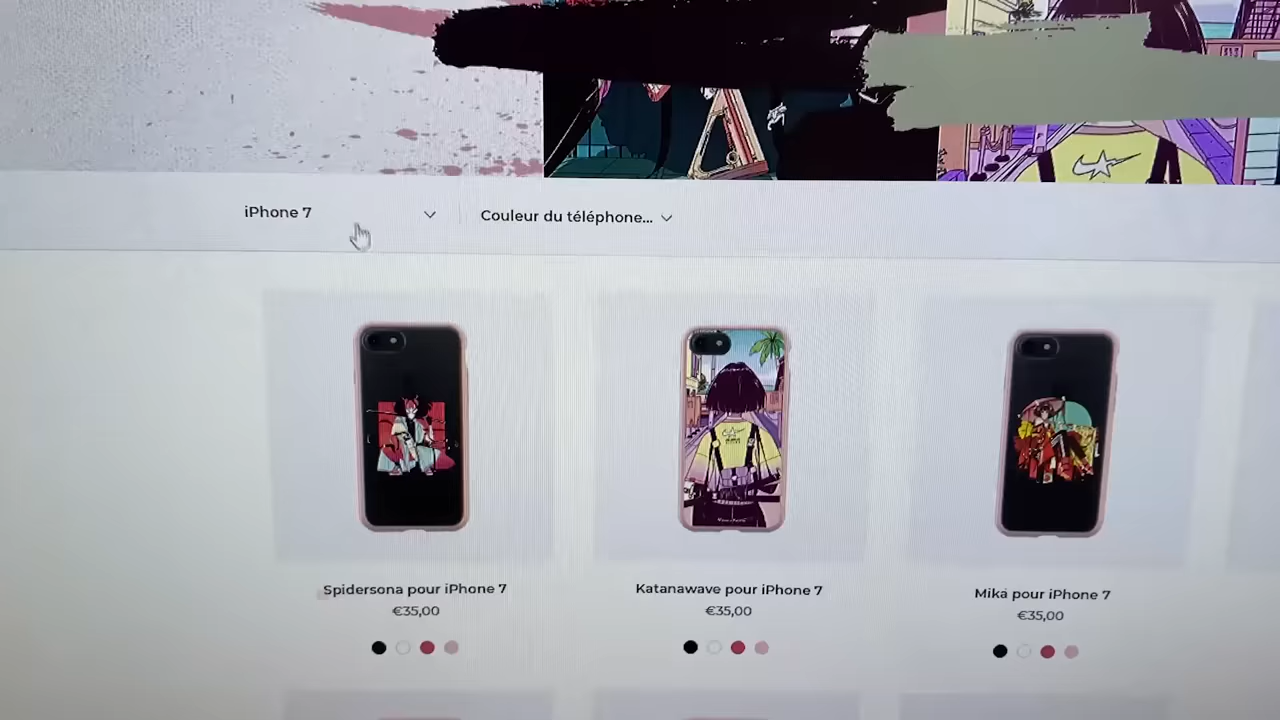 iPhone 7
Couleur du téléphone...
Spidersona pour iPhone 7
€35,00
Katanawave pour iPhone 7
€35,00
Mika pour iPhone 7
€35,00